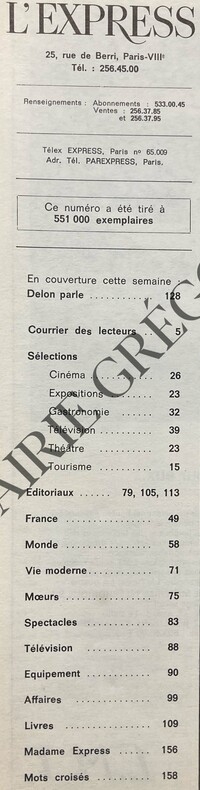 L'EXPRESS
25, rue de Berri, Paris-VIIIe
Tél. : 256.45.00
Renseignements : Abonnements : 533.00.45
Ventes : 256.37.85
et 256.37.95
Télex EXPRESS, Paris no 65.009
Adr. Tél. PAREXPRESS, Paris.
Ce numéro a été tiré à
551 000 exemplaires
En couverture cette semaine :
Delon parle .......... 128
Courrier des lecteurs . 5
Sélections
Cinéma ............ 26
Expositions ........ 23
Gastronomie ...... 32
Télévision .......... 39
Théâtre ............ 23
Tourisme .......... 15
Editoriaux ...... 79, 105, 113
France .............. 49
Monde .............. 58
Vie moderne ........... 71
Mœurs .............. 75
Spectacles .......... 83
Télévision .......... 88
Equipement .......... 90
Affaires .......... 99
Livres .............. 109
Madame Express ...... 156
Mots croisés .......... 158